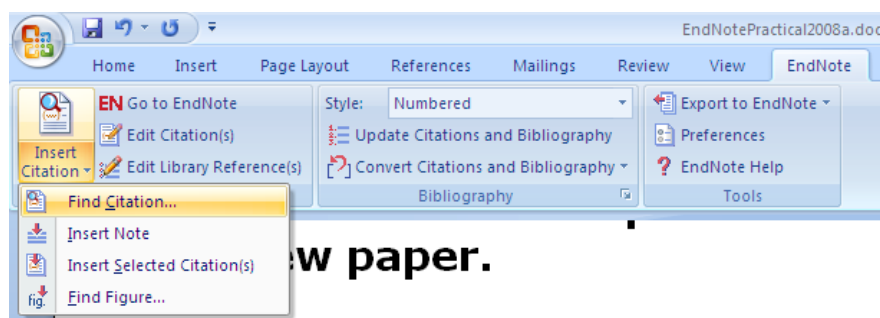 EndNotePractical2008a.doc
Home Insert Page Layout References Mailings Review View EndNote
EN Go to EndNote Style: Numbered Export to EndNote
Edit Citation(s) Update Citations and Bibliography Preferences
Insert
Citation Edit Library Reference(s) Convert Citations and Bibliography ? EndNote Help
Bibliography Tools
Find Citation...
Insert Note
Insert Selected Citation(s)
fig. Find Figure...
w paper.